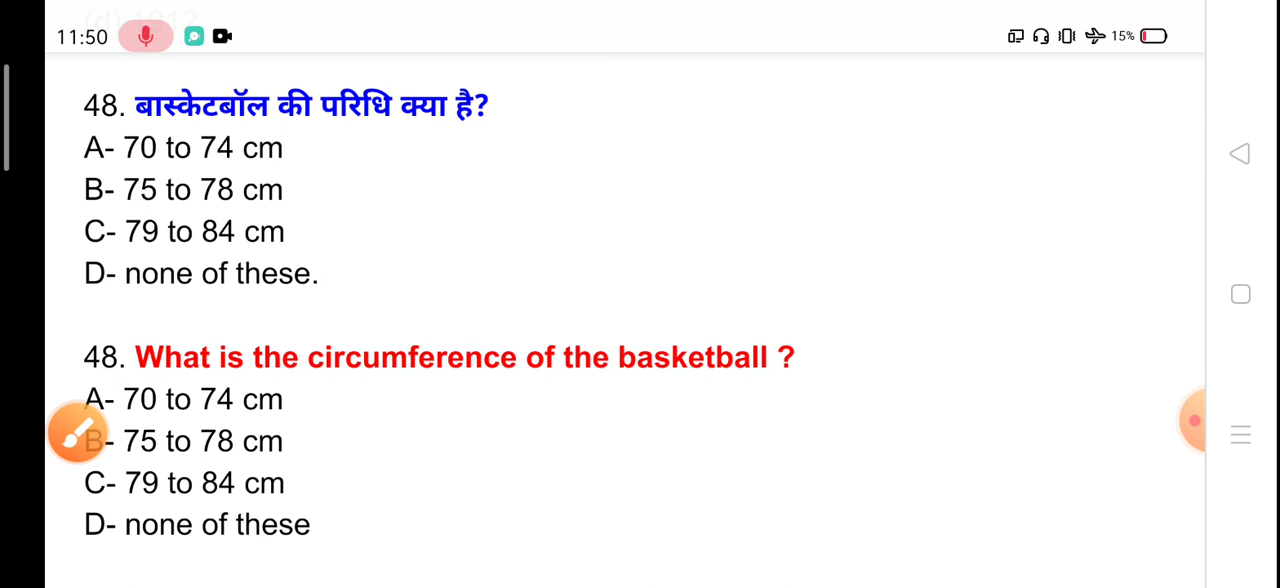 (d) 1912
11:50
15%
48. बास्केटबॉल की परिधि क्या है?
A- 70 to 74 cm
B- 75 to 78 cm
C- 79 to 84 cm
D- none of these.
48. What is the circumference of the basketball ?
A- 70 to 74 cm
B- 75 to 78 cm
C- 79 to 84 cm
D- none of these